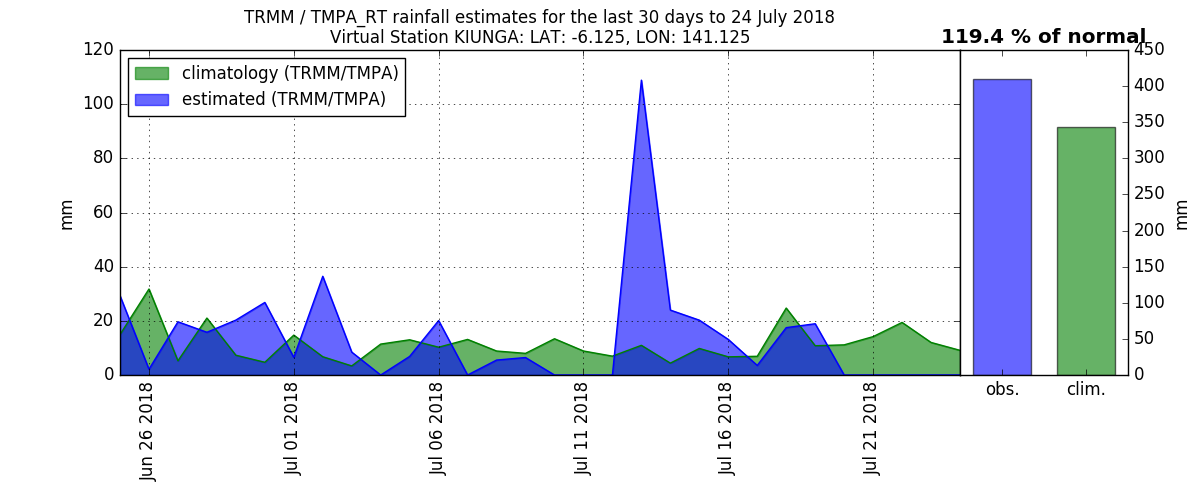 TRMM / TMPA_RT rainfall estimates for the last 30 days to 24 July 2018
Virtual Station KIUNGA: LAT: -6.125, LON: 141.125
119.4 % of normal
climatology (TRMM/TMPA)
estimated (TRMM/TMPA)
120
100
80
60
40
20
0
mm
Jun 26 2018
Jul 01 2018
Jul 06 2018
Jul 11 2018
Jul 16 2018
Jul 21 2018
450
400
350
300
250
200
150
100
50
0
mm
obs.
clim.